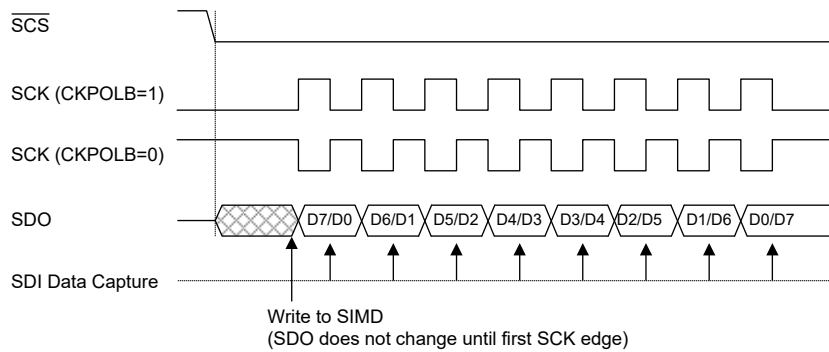 SCS
SCK (CKPOLB=1)
SCK (CKPOLB=0)
SDO D7/D0 D6/D1 D5/D2 D4/D3 D3/D4 D2/D5 D1/D6 D0/D7
SDI Data Capture
Write to SIMD
(SDO does not change until first SCK edge)